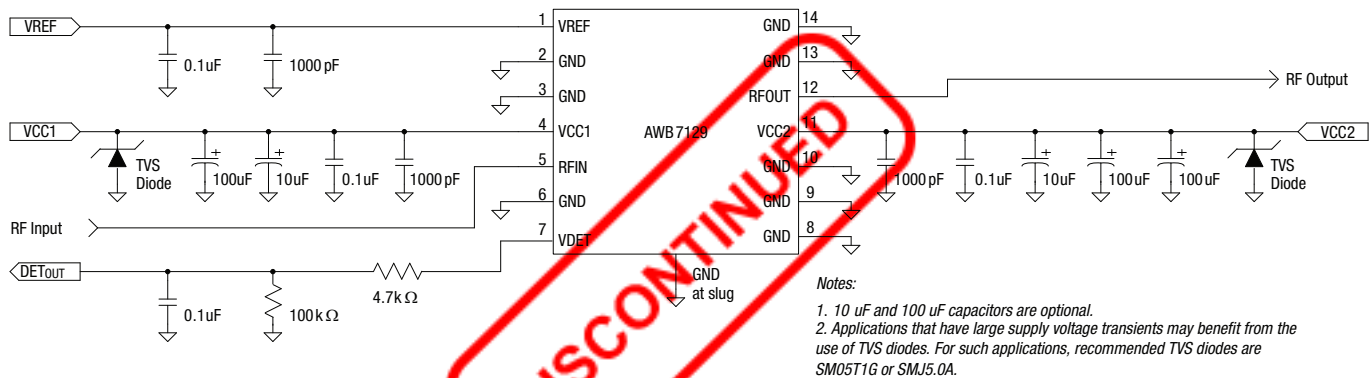 VREF
0.1uF
1000 pF
VCC1
TVS
Diode
100uF
+
10uF
+
0.1uF
1000 pF
RF Input
DETOUT
0.1uF
100kΩ
4.7kΩ
1
VREF
2
GND
3
GND
4
VCC1
5
RFIN
6
GND
7
VDET
AWB7129
GND
14
GND
13
RFOUT
12
VCC2
11
GND
10
GND
9
GND
8
GND
at slug
RF Output
VCC2
1000 pF
0.1uF
10uF
+
100uF
+
100uF
+
TVS
Diode
Notes:
1. 10 uF and 100 uF capacitors are optional.
2. Applications that have large supply voltage transients may benefit from the
use of TVS diodes. For such applications, recommended TVS diodes are
SM05T1G or SMJ5.0A.
ISCONTINUED